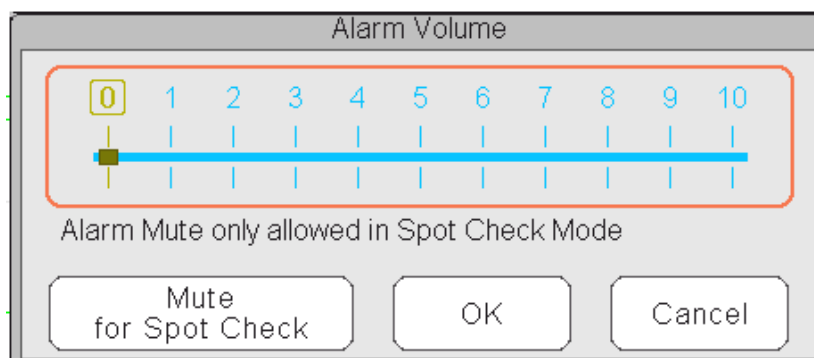 Alarm Volume
0 1 2 3 4 5 6 7 8 9 10
Alarm Mute only allowed in Spot Check Mode
Mute
for Spot Check
OK
Cancel